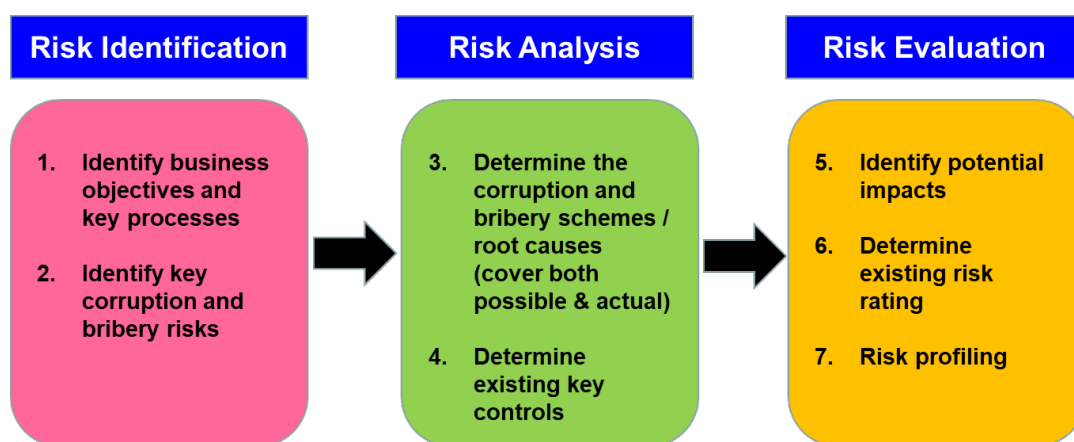 Risk Identification
1. Identify business
objectives and
key processes
2. Identify key
corruption and
bribery risks
Risk Analysis
3. Determine the
corruption and
bribery schemes /
root causes
(cover both
possible & actual)
4. Determine
existing key
controls
Risk Evaluation
5. Identify potential
impacts
6. Determine
existing risk
rating
7. Risk profiling